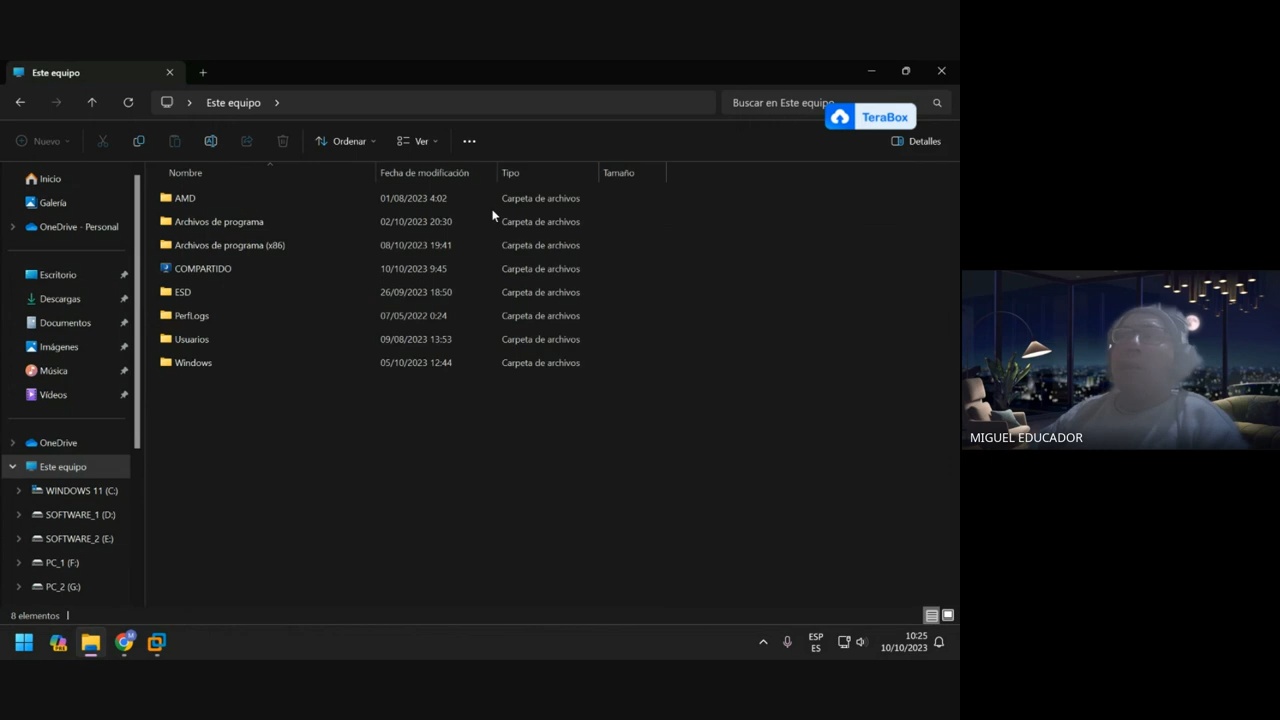 Este equipo
Este equipo
Buscar en Este equipo
TeraBox
Nuevo
Ordenar
Ver
Detalles
Inicio
Galería
OneDrive - Personal
Escritorio
Descargas
Documentos
Imágenes
Música
Vídeos
OneDrive
Este equipo
WINDOWS 11 (C:)
SOFTWARE_1 (D:)
SOFTWARE_2 (E:)
PC_1 (F:)
PC_2 (G:)
Nombre Fecha de modificación Tipo Tamaño
AMD 01/08/2023 4:02 Carpeta de archivos
Archivos de programa 02/10/2023 20:30 Carpeta de archivos
Archivos de programa (x86) 08/10/2023 19:41 Carpeta de archivos
COMPARTIDO 10/10/2023 9:45 Carpeta de archivos
ESD 26/09/2023 18:50 Carpeta de archivos
PerfLogs 07/05/2022 0:24 Carpeta de archivos
Usuarios 09/08/2023 13:53 Carpeta de archivos
Windows 05/10/2023 12:44 Carpeta de archivos
8 elementos
ESP
ES
10:25
10/10/2023
MIGUEL EDUCADOR